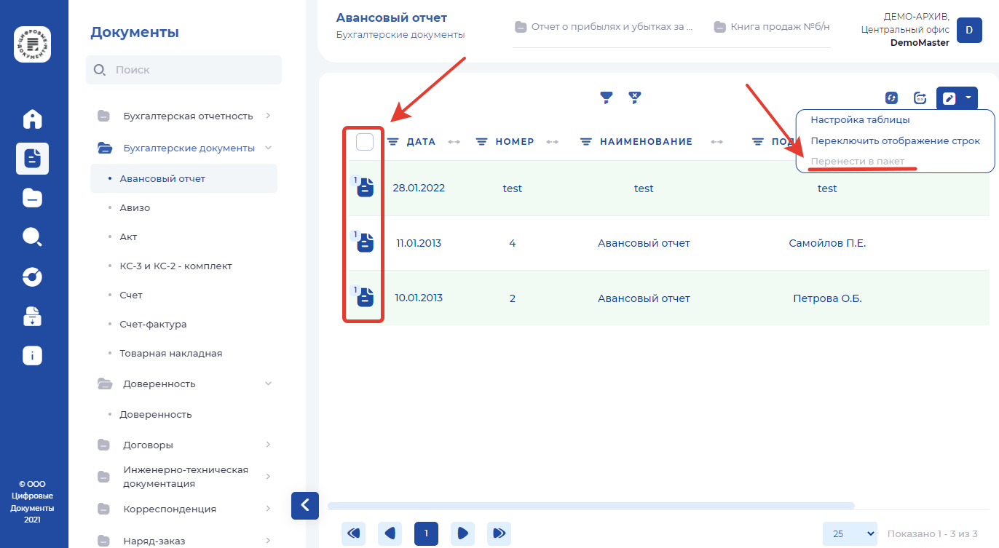 ЦИФРОВЫЕ ДОКУМЕНТЫ
© ООО
Цифровые
Документы
2021
Документы
Поиск
Бухгалтерская отчетность
Бухгалтерские документы
Авансовый отчет
Авизо
Акт
КС-3 и КС-2 - комплект
Счет
Счет-фактура
Товарная накладная
Доверенность
Доверенность
Договоры
Инженерно-техническая
документация
Корреспонденция
Наряд-заказ
Авансовый отчет
Бухгалтерские документы
Отчет о прибылях и убытках за ...
Книга продаж №б/н
ДЕМО-АРХИВ,
Центральный офис
DemoMaster
D
Настройка таблицы
Переключить отображение строк
Перенести в пакет
ДАТА НОМЕР НАИМЕНОВАНИЕ ПОД
1 28.01.2022 test test test
1 11.01.2013 4 Авансовый отчет Самойлов П.Е.
1 10.01.2013 2 Авансовый отчет Петрова О.Б.
1
25 Показано 1 - 3 из 3